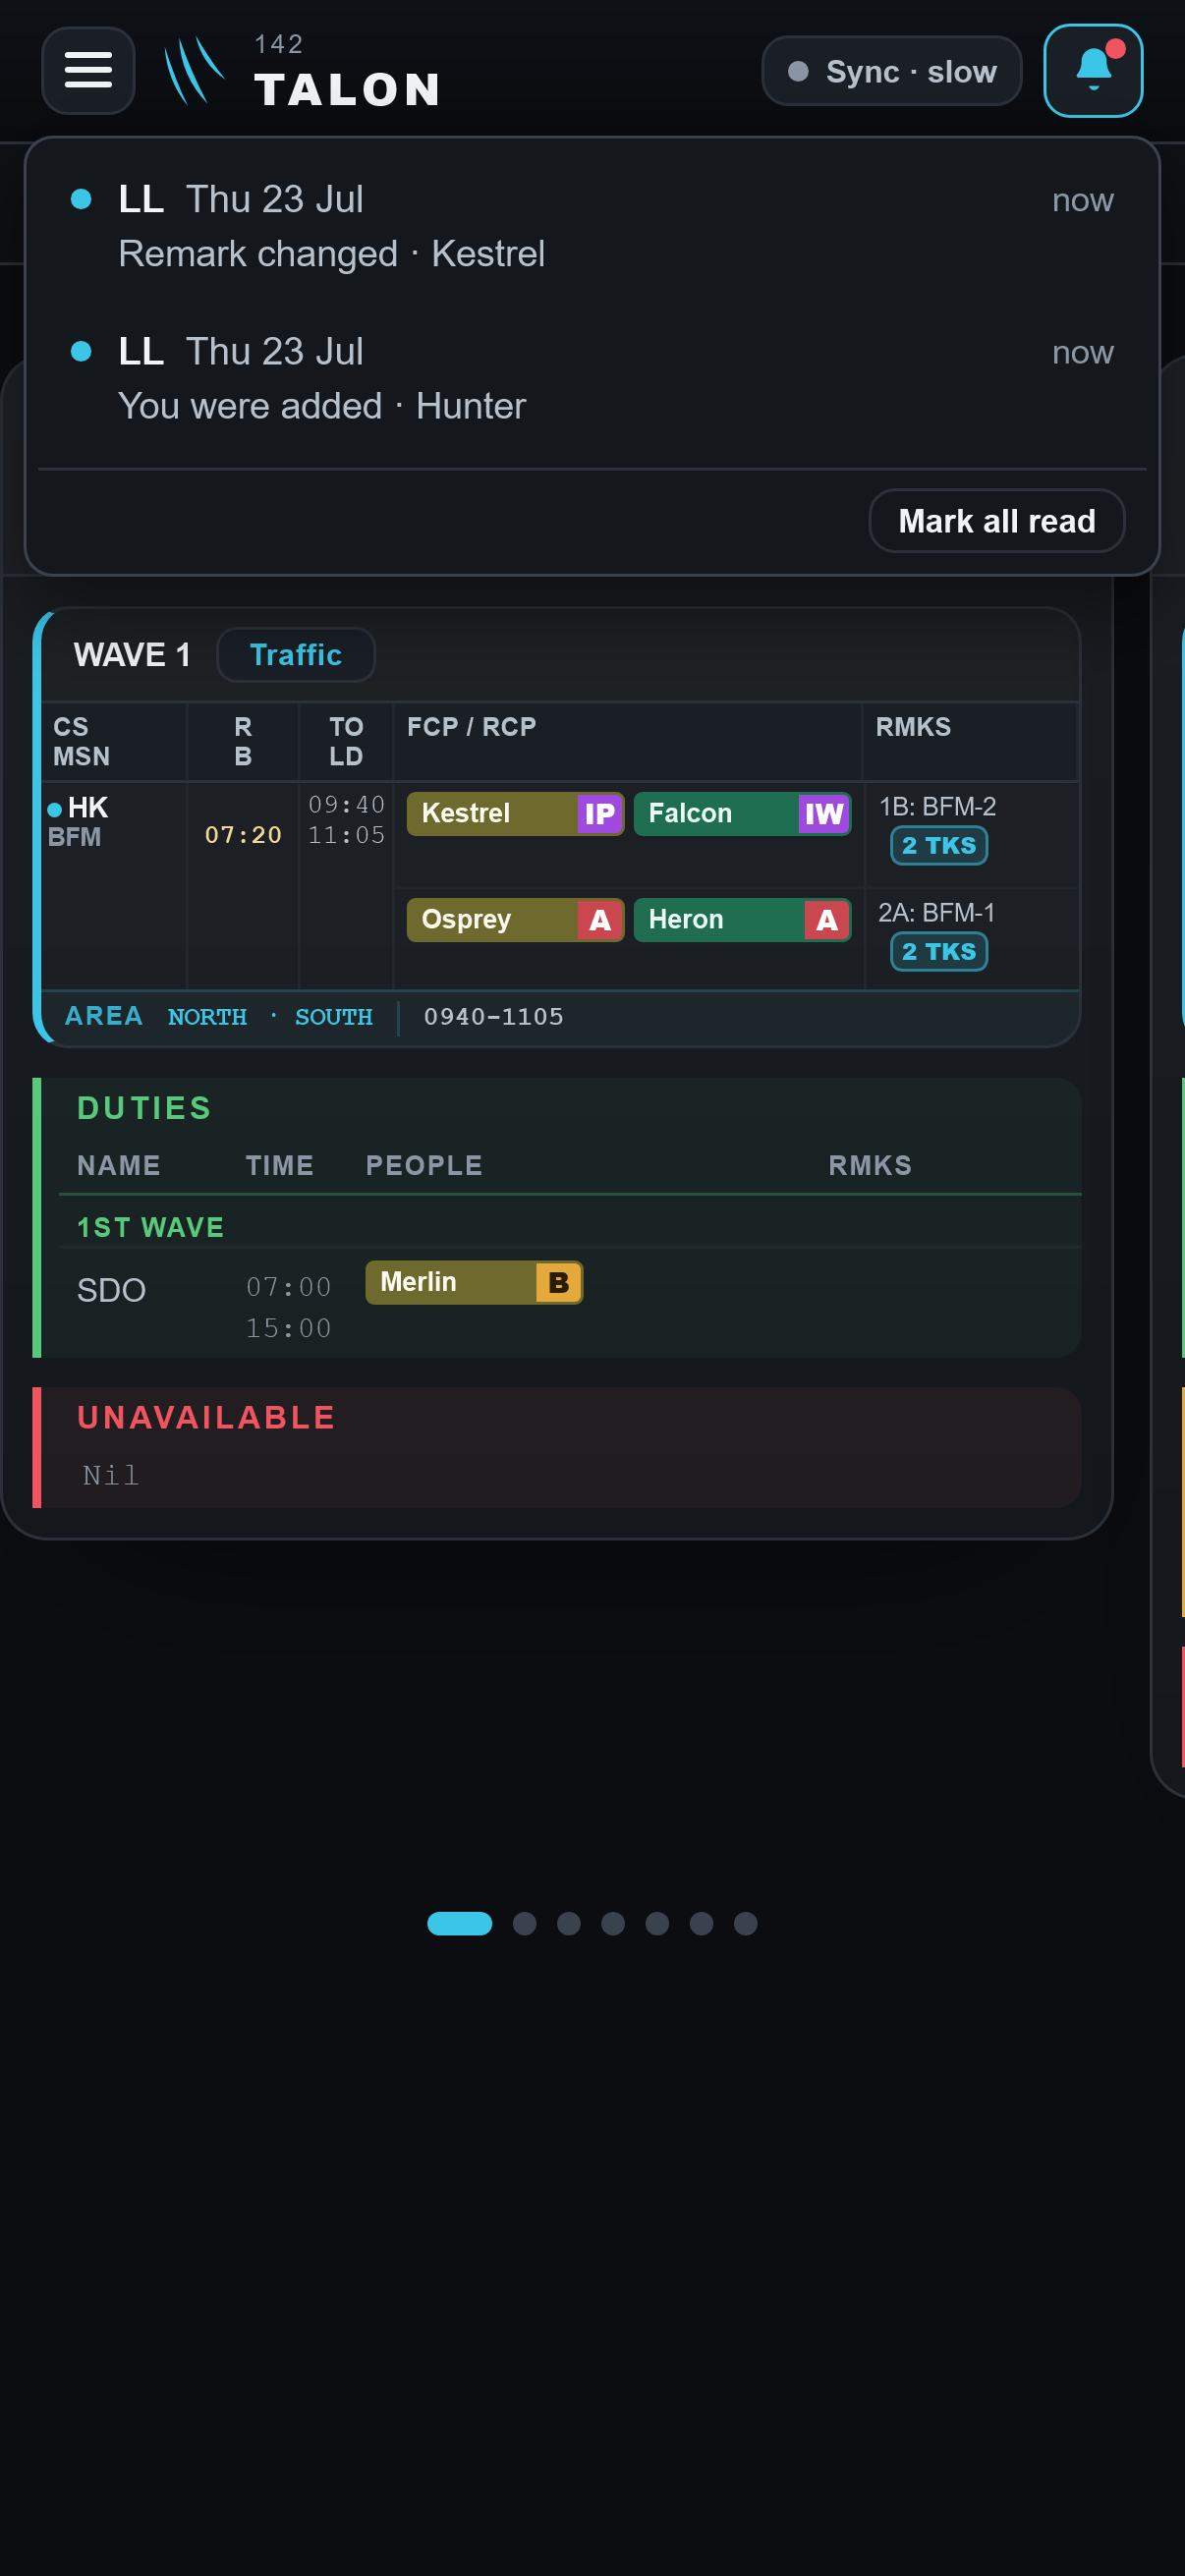 142
TALON
Sync · slow
LL Thu 23 Jul now
Remark changed · Kestrel
LL Thu 23 Jul now
You were added · Hunter
Mark all read
WAVE 1 Traffic
CS R TO FCP / RCP RMKS
MSN B LD
HK 09:40 Kestrel IP Falcon IW 1B: BFM-2
BFM 07:20 11:05 2 TKS
Osprey A Heron A 2A: BFM-1
2 TKS
AREA NORTH · SOUTH 0940-1105
DUTIES
NAME TIME PEOPLE RMKS
1ST WAVE
SDO 07:00 Merlin B
15:00
UNAVAILABLE
Nil